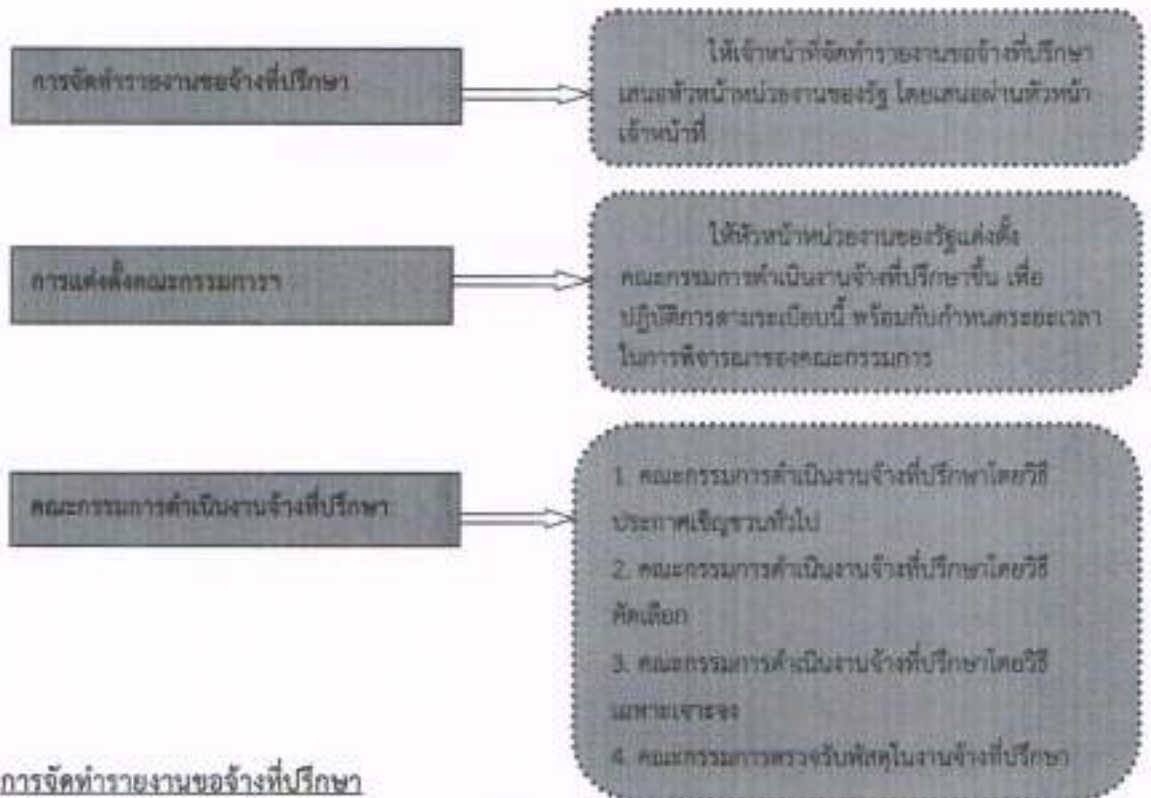 การจัดทำรายงานขอจ้างที่ปรึกษา
ให้เจ้าหน้าที่จัดทำรายงานขอจ้างที่ปรึกษา
เสนอหัวหน้าหน่วยงานของรัฐ โดยเสนอผ่านหัวหน้า
เจ้าหน้าที่
การแต่งตั้งคณะกรรมการฯ
ให้หัวหน้าหน่วยงานของรัฐแต่งตั้ง
คณะกรรมการดำเนินงานจ้างที่ปรึกษาขึ้น เพื่อ
ปฏิบัติการตามระเบียบนี้ พร้อมกับกำหนดระยะเวลา
ในการพิจารณาของคณะกรรมการ
คณะกรรมการดำเนินงานจ้างที่ปรึกษา
1. คณะกรรมการดำเนินงานจ้างที่ปรึกษาโดยวิธี
ประกาศเชิญชวนทั่วไป
2. คณะกรรมการดำเนินงานจ้างที่ปรึกษาโดยวิธี
คัดเลือก
3. คณะกรรมการดำเนินงานจ้างที่ปรึกษาโดยวิธี
เฉพาะเจาะจง
4. คณะกรรมการตรวจรับพัสดุในงานจ้างที่ปรึกษา
การจัดทำรายงานขอจ้างที่ปรึกษา